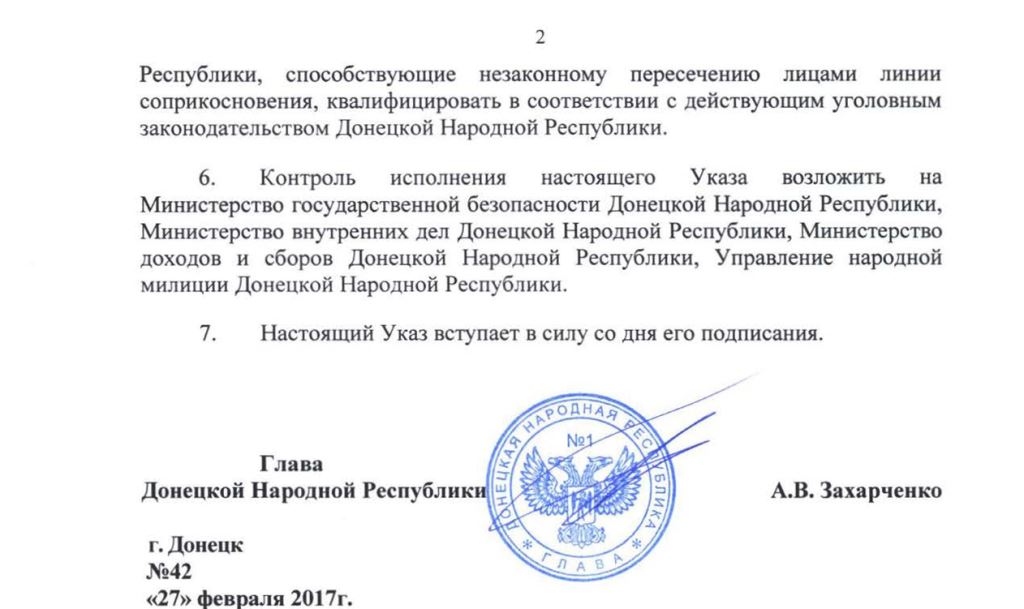 2
Республики, способствующие незаконному пересечению лицами линии
соприкосновения, квалифицировать в соответствии с действующим уголовным
законодательством Донецкой Народной Республики.
6. Контроль исполнения настоящего Указа возложить на
Министерство государственной безопасности Донецкой Народной Республики,
Министерство внутренних дел Донецкой Народной Республики, Министерство
доходов и сборов Донецкой Народной Республики, Управление народной
милиции Донецкой Народной Республики.
7. Настоящий Указ вступает в силу со дня его подписания.
Глава
Донецкой Народной Республики
А.В. Захарченко
ДОНЕЦКАЯ НАРОДНАЯ РЕСПУБЛИКА
№1
* ГЛАВА *
г. Донецк
№42
«27» февраля 2017г.